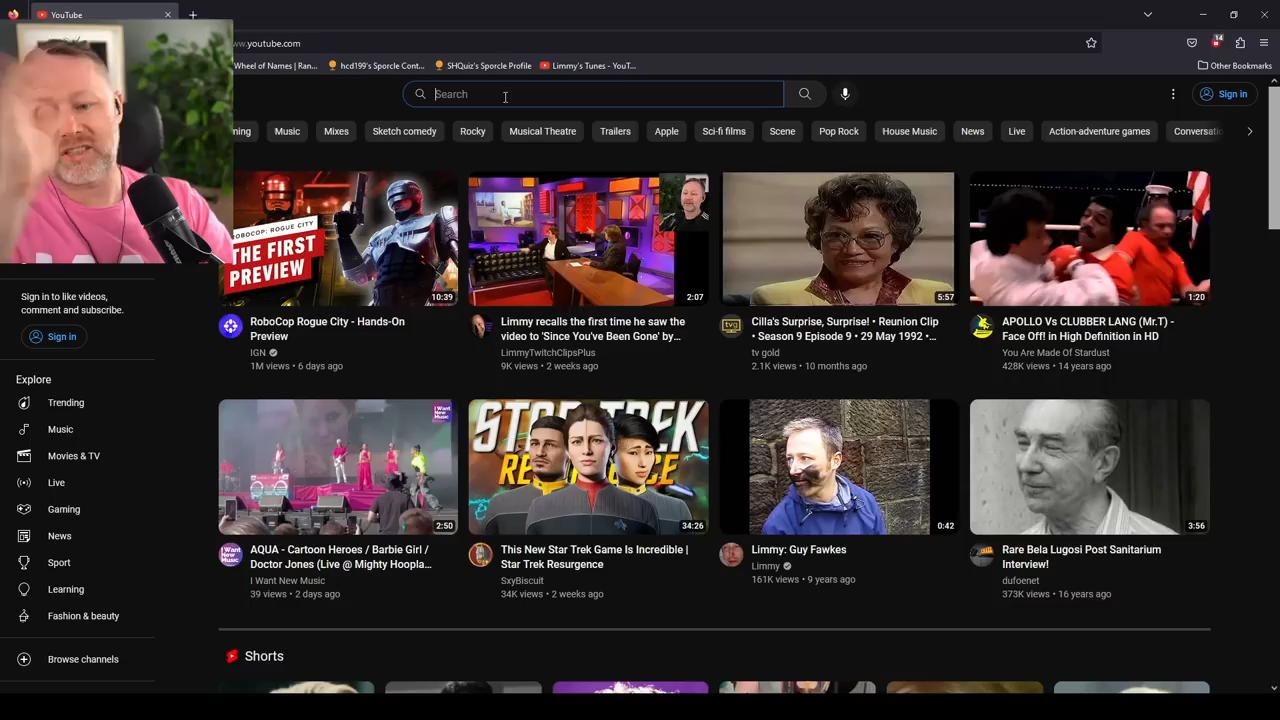 YouTube
14
w.youtube.com
Wheel of Names | Ran...
hcd199's Sporcle Cont...
SHQuiz's Sporcle Profile
Limmy's Tunes - YouT...
Other Bookmarks
Search
Sign in
ning
Music
Mixes
Sketch comedy
Rocky
Musical Theatre
Trailers
Apple
Sci-fi films
Scene
Pop Rock
House Music
News
Live
Action-adventure games
Conversatio
Sign in to like videos,
comment and subscribe.
Sign in
Explore
Trending
Music
Movies & TV
Live
Gaming
News
Sport
Learning
Fashion & beauty
Browse channels
ROBOCOP: ROGUE CITY
THE FIRST
PREVIEW
10:39
RoboCop Rogue City - Hands-On
Preview
IGN
1M views • 6 days ago
2:07
Limmy recalls the first time he saw the
video to 'Since You've Been Gone' by...
LimmyTwitchClipsPlus
9K views • 2 weeks ago
5:57
tvg
Cilla's Surprise, Surprise! • Reunion Clip
• Season 9 Episode 9 • 29 May 1992 •...
tv gold
2.1K views • 10 months ago
1:20
APOLLO Vs CLUBBER LANG (Mr.T) -
Face Off! in High Definition in HD
You Are Made Of Stardust
428K views • 14 years ago
I Want
New
Music
2:50
I Want
New
Music
AQUA - Cartoon Heroes / Barbie Girl /
Doctor Jones (Live @ Mighty Hoopla...
I Want New Music
39 views • 2 days ago
STAR TREK
34:26
This New Star Trek Game Is Incredible |
Star Trek Resurgence
SxyBiscuit
34K views • 2 weeks ago
0:42
Limmy: Guy Fawkes
Limmy
161K views • 9 years ago
3:56
Rare Bela Lugosi Post Sanitarium
Interview!
dufoenet
373K views • 16 years ago
Shorts